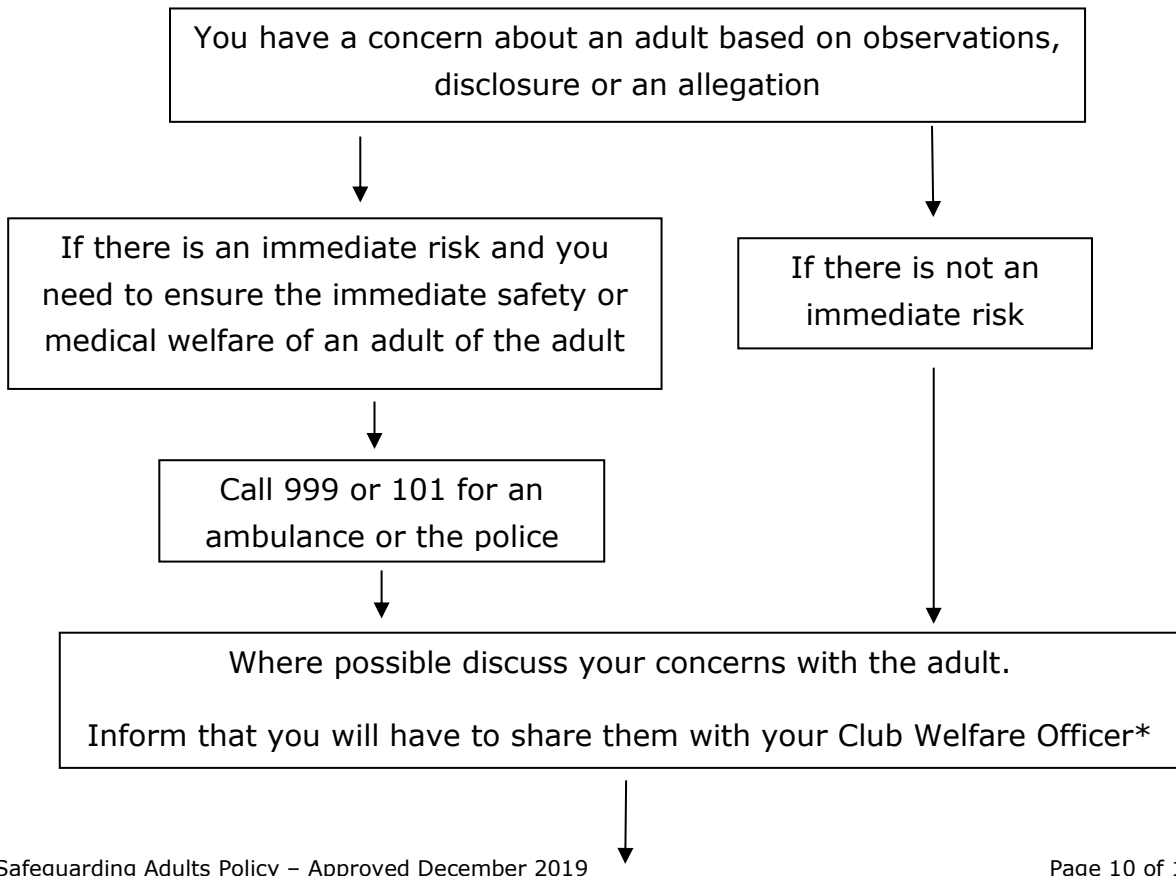 You have a concern about an adult based on observations,
disclosure or an allegation
If there is an immediate risk and you
need to ensure the immediate safety or
medical welfare of an adult of the adult
If there is not an
immediate risk
Call 999 or 101 for an
ambulance or the police
Where possible discuss your concerns with the adult.
Inform that you will have to share them with your Club Welfare Officer*
Safeguarding Adults Policy – Approved December 2019
Page 10 of 1